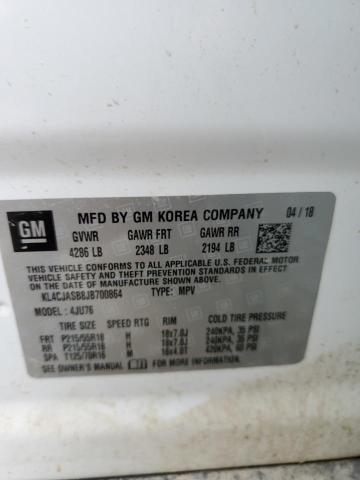 GM
MFD BY GM KOREA COMPANY 04/18
GVWR GAWR FRT GAWR RR
4286 LB 2348 LB 2194 LB
THIS VEHICLE CONFORMS TO ALL APPLICABLE U.S. FEDERAL MOTOR
VEHICLE SAFETY AND THEFT PREVENTION STANDARDS IN EFFECT ON
THE DATE OF MANUFACTURE SHOWN ABOVE.
KL4CJASB8JB700864 TYPE: MPV
MODEL: 4JU76
TIRE SIZE SPEED RTG RIM COLD TIRE PRESSURE
FRT P215/55R18 H 18x7.0J 240KPA, 35 PSI
RR P215/55R18 H 18x7.0J 240KPA, 35 PSI
SPA T125/70R16 M 16x4.0T 420KPA, 60 PSI
SEE OWNER'S MANUAL FOR MORE INFORMATION.